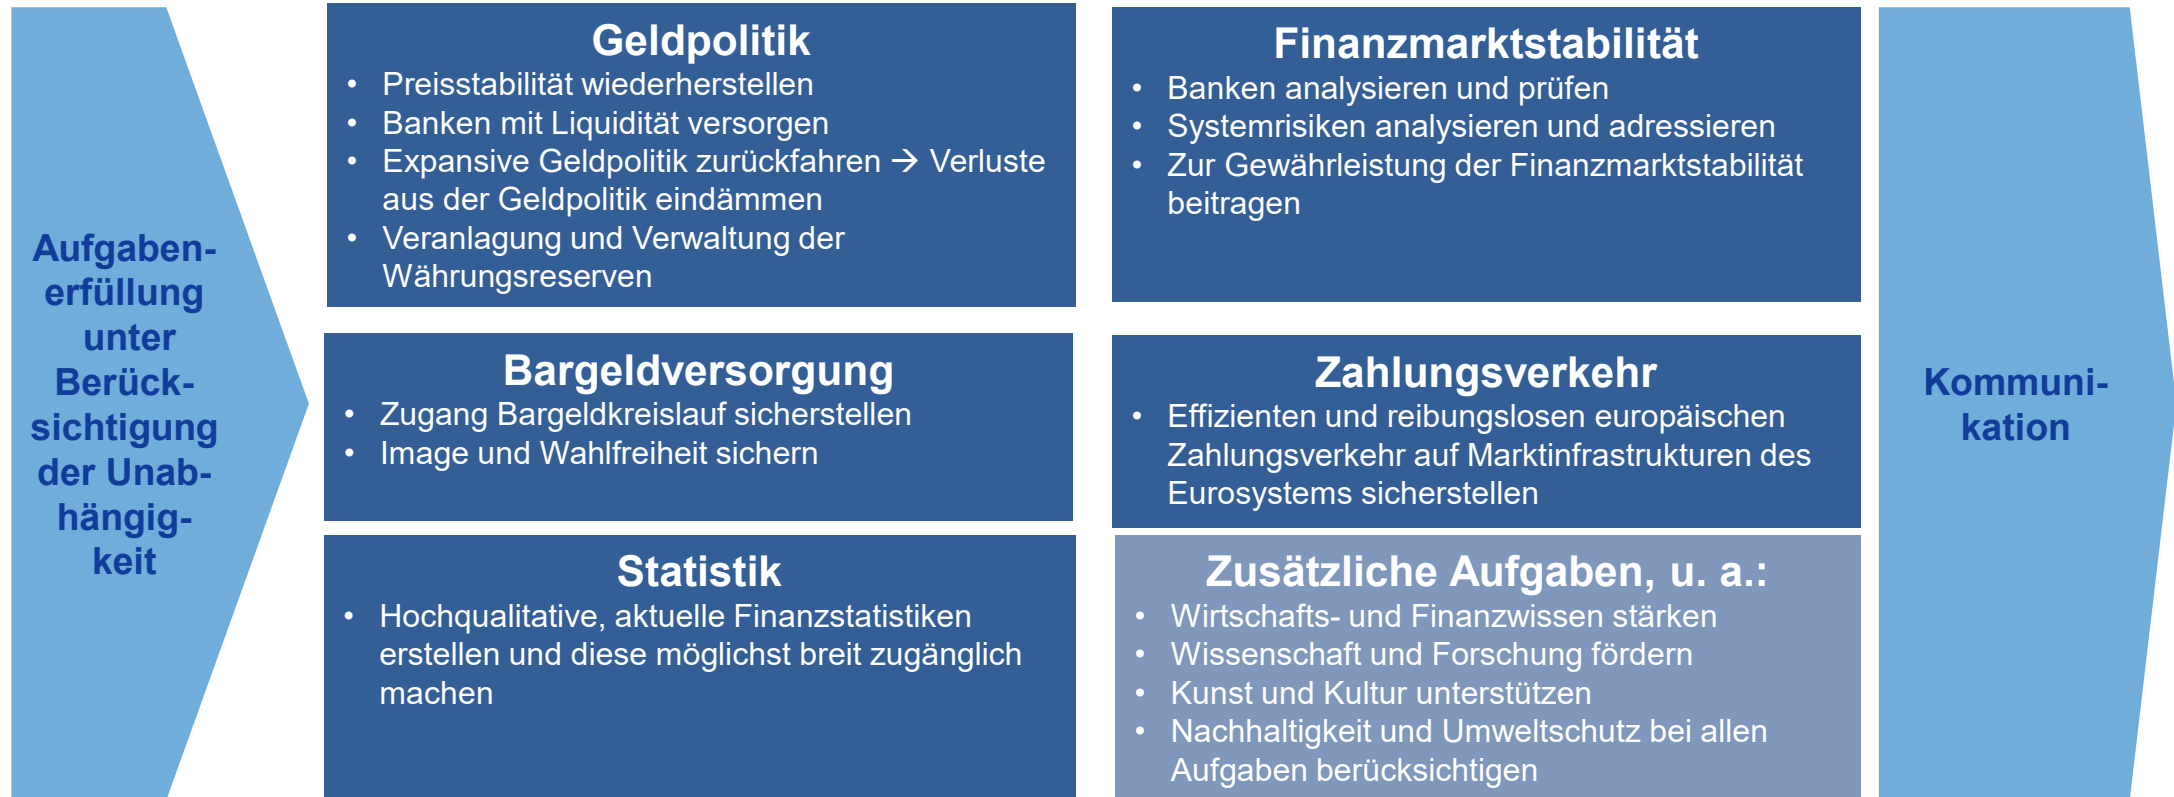 Aufgaben-
erfüllung
unter
Berück-
sichtigung
der Unab-
hängig-
keit
Geldpolitik
• Preisstabilität wiederherstellen
• Banken mit Liquidität versorgen
• Expansive Geldpolitik zurückfahren → Verluste
aus der Geldpolitik eindämmen
• Veranlagung und Verwaltung der
Währungsreserven
Finanzmarktstabilität
• Banken analysieren und prüfen
• Systemrisiken analysieren und adressieren
• Zur Gewährleistung der Finanzmarktstabilität
beitragen
Bargeldversorgung
• Zugang Bargeldkreislauf sicherstellen
• Image und Wahlfreiheit sichern
Zahlungsverkehr
• Effizienten und reibungslosen europäischen
Zahlungsverkehr auf Marktinfrastrukturen des
Eurosystems sicherstellen
Statistik
• Hochqualitative, aktuelle Finanzstatistiken
erstellen und diese möglichst breit zugänglich
machen
Zusätzliche Aufgaben, u. a.:
• Wirtschafts- und Finanzwissen stärken
• Wissenschaft und Forschung fördern
• Kunst und Kultur unterstützen
• Nachhaltigkeit und Umweltschutz bei allen
Aufgaben berücksichtigen
Kommuni-
kation